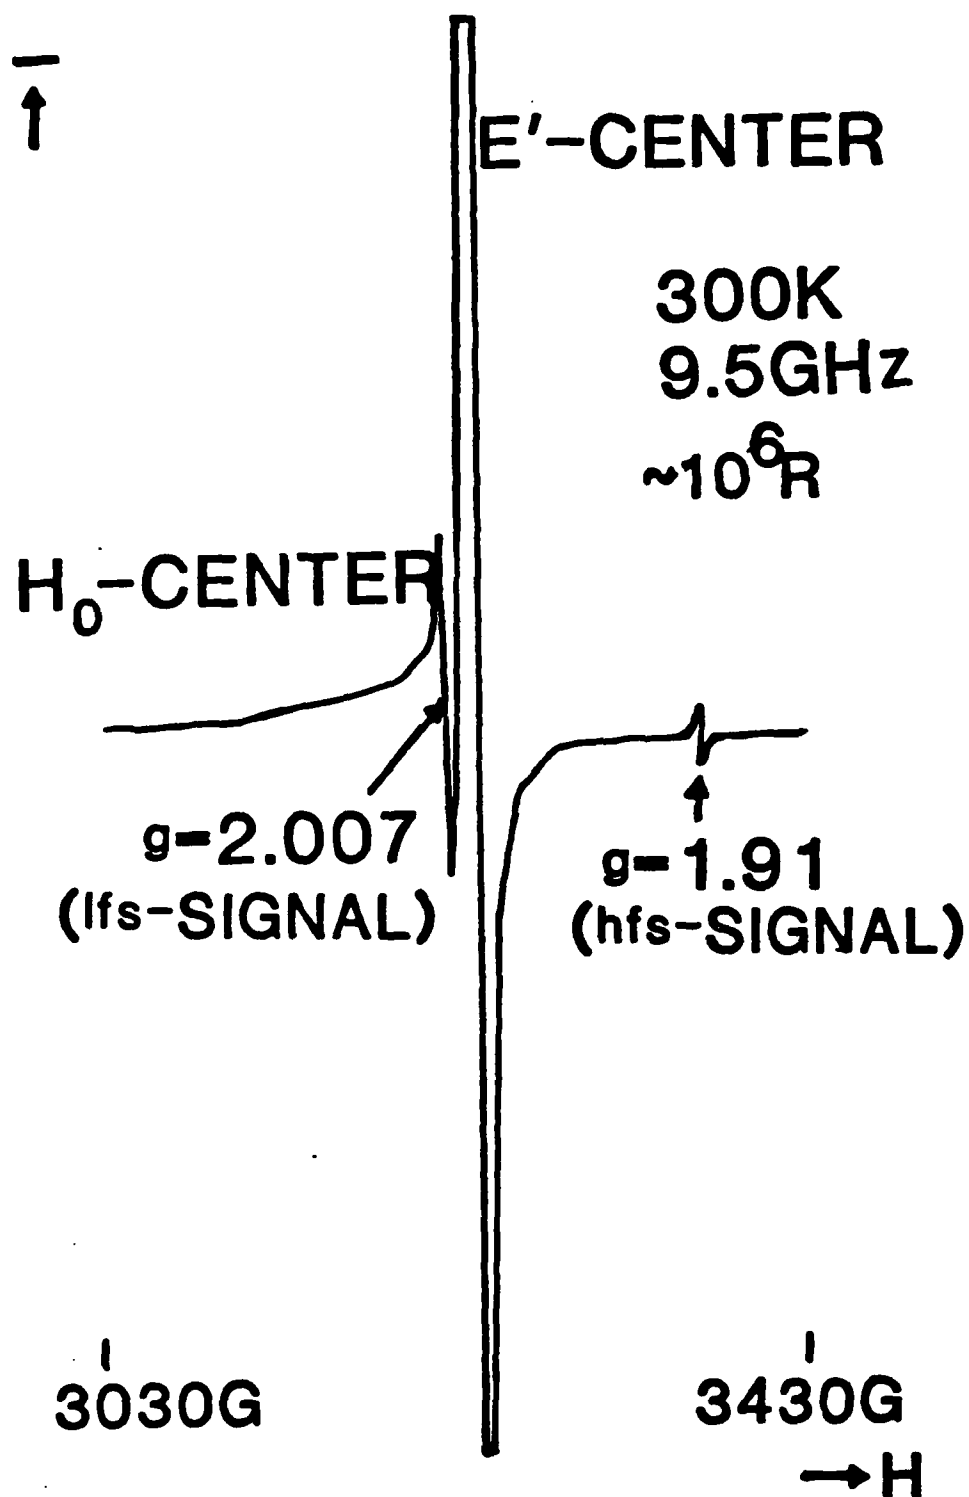 I
E′-CENTER
300K
9.5GHz
~10⁶R
H₀-CENTER
g=2.007
(lfs-SIGNAL)
g=1.91
(hfs-SIGNAL)
3030G
3430G
→H